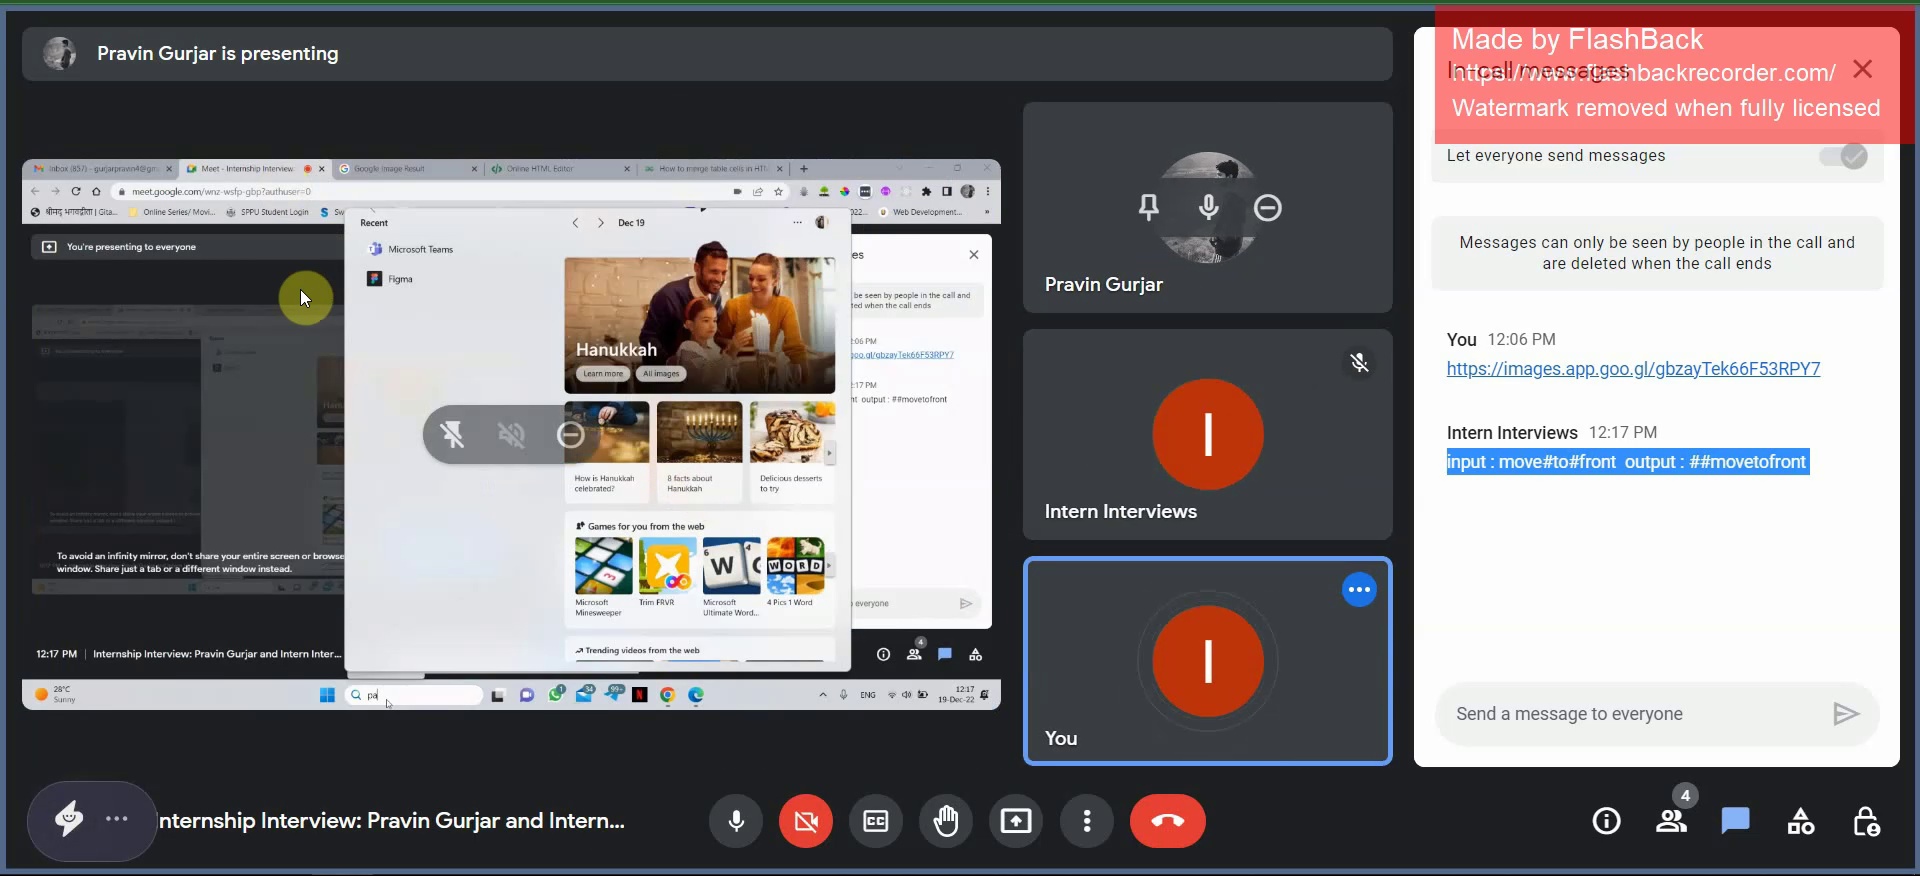 Pravin Gurjar is presenting
Inbox (857) - gurjarpravin4@gm
Meet - Internship Interview:
Google Image Result
Online HTML Editor
How to merge table cells in HTM
meet.google.com/wnz-wsfp-gbp?authuser=0
श्रीमद् भगवद्गीता | Gita...
Online Series/ Movi...
SPPU Student Login
Sw
022...
Web Development...
You're presenting to everyone
Recent
Dec 19
Microsoft Teams
Figma
Hanukkah
Learn more
All images
How is Hanukkah
celebrated?
8 facts about
Hanukkah
Delicious desserts
to try
Games for you from the web
Microsoft
Minesweeper
Trim FRVR
Microsoft
Ultimate Word...
4 Pics 1 Word
Trending videos from the web
es
be seen by people in the call and
ted when the call ends
:06 PM
goo.gl/gbzayTek66F53RPY7
:17 PM
nt output : ##movetofront
everyone
To avoid an infinity mirror, don't share your entire screen or browse
window. Share just a tab or a different window instead.
12:17 PM | Internship Interview: Pravin Gurjar and Intern Inter...
4
28°C
Sunny
pa
1
34
99+
ENG
12:17
19-Dec-22
Pravin Gurjar
I
Intern Interviews
I
You
Made by FlashBack
https://www.flashbackrecorder.com/
In-call messages
Watermark removed when fully licensed
Let everyone send messages
Messages can only be seen by people in the call and
are deleted when the call ends
You 12:06 PM
https://images.app.goo.gl/gbzayTek66F53RPY7
Intern Interviews 12:17 PM
input : move#to#front output : ##movetofront
Send a message to everyone
nternship Interview: Pravin Gurjar and Intern...
4